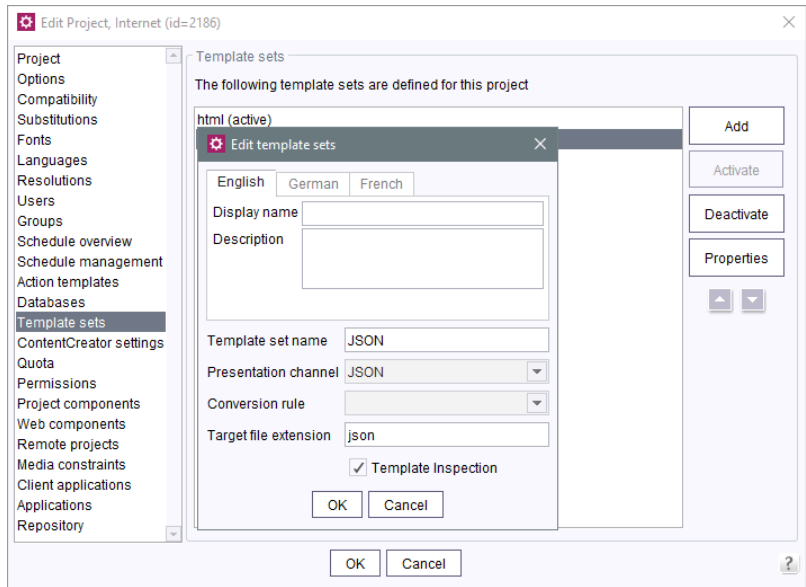 Edit Project, Internet (id=2186)
Project
Options
Compatibility
Substitutions
Fonts
Languages
Resolutions
Users
Groups
Schedule overview
Schedule management
Action templates
Databases
Template sets
ContentCreator settings
Quota
Permissions
Project components
Web components
Remote projects
Media constraints
Client applications
Applications
Repository
Template sets
The following template sets are defined for this project
html (active)
Add
Activate
Deactivate
Properties
Edit template sets
English German French
Display name
Description
Template set name JSON
Presentation channel JSON
Conversion rule
Target file extension json
Template Inspection
OK Cancel
OK Cancel
?